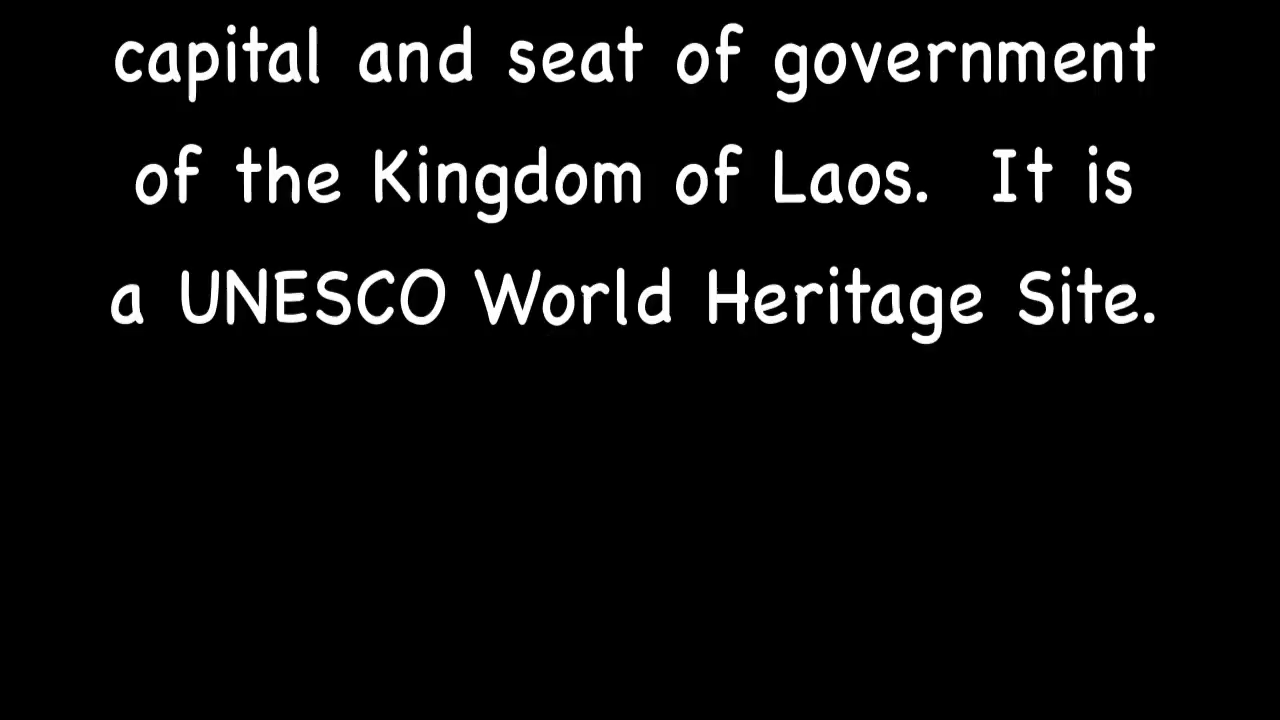 capital and seat of government
of the Kingdom of Laos.  It is
a UNESCO World Heritage Site.